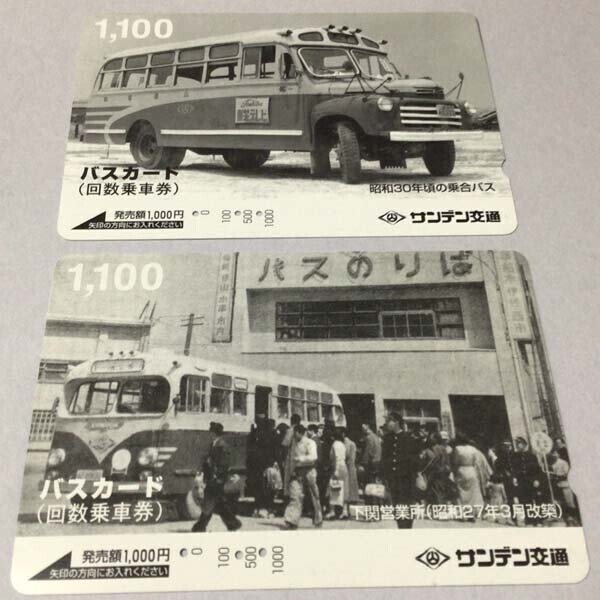 1,100
バスカード
(回数乗車券)
昭和30年頃の乗合バス
発売額1,000円
矢印の方向にお入れください
0
100
500
1000
サンデン交通
1,100
バスのりば
バスカード
(回数乗車券)
下関営業所(昭和27年3月改築)
発売額1,000円
矢印の方向にお入れください
0
100
500
1000
サンデン交通